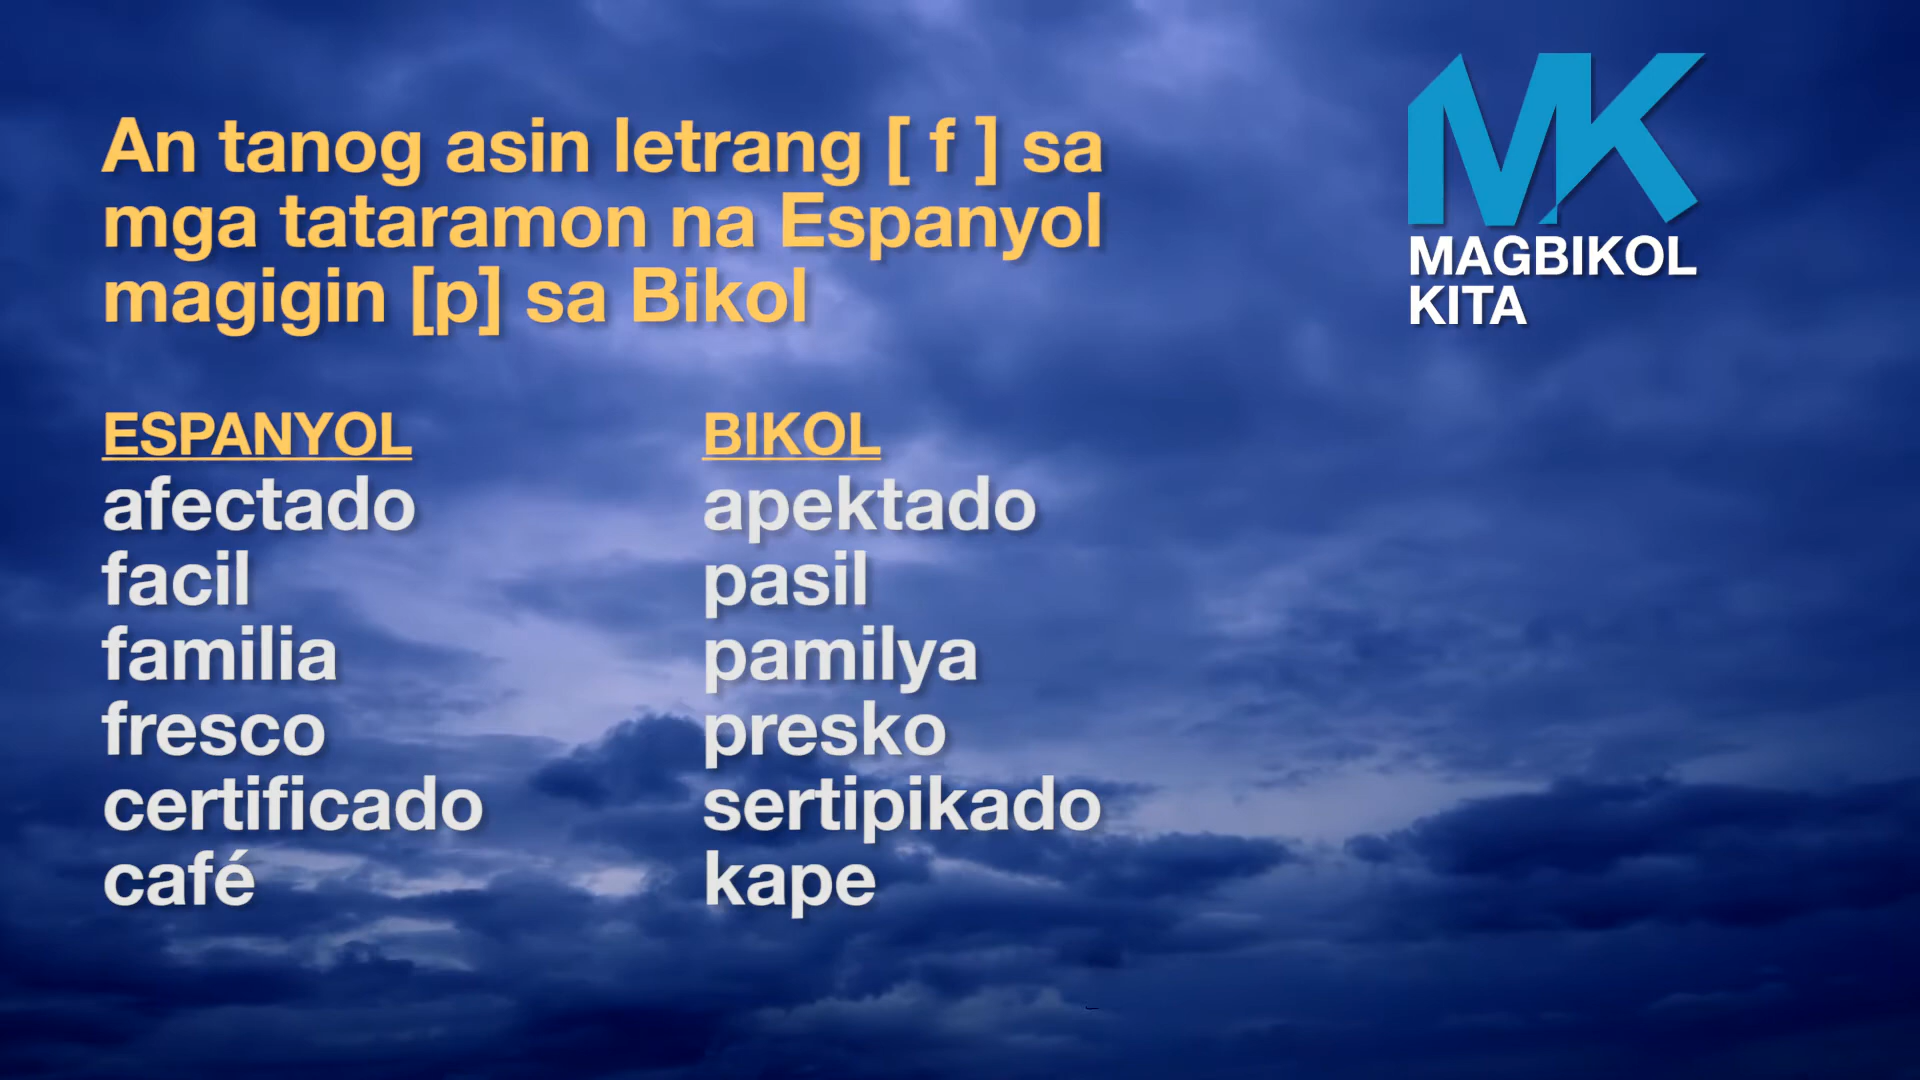 An tanog asin letrang [ f ] sa
mga tataramon na Espanyol
magigin [p] sa Bikol
MK
MAGBIKOL
KITA
ESPANYOL BIKOL
afectado apektado
facil pasil
familia pamilya
fresco presko
certificado sertipikado
café kape